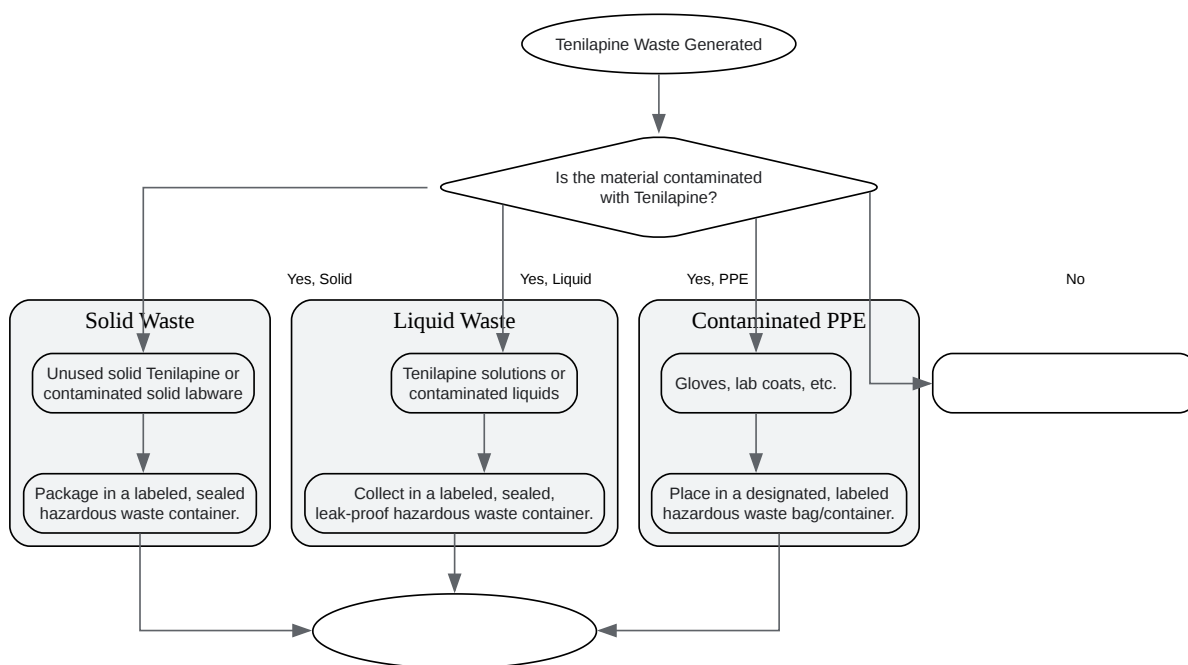 Tenilapine Waste Generated
Is the material contaminated
with Tenilapine?
Yes, Solid
Yes, Liquid
Yes, PPE
No
Solid Waste
Liquid Waste
Contaminated PPE
Unused solid Tenilapine or
contaminated solid labware
Tenilapine solutions or
contaminated liquids
Gloves, lab coats, etc.
Package in a labeled, sealed
hazardous waste container.
Collect in a labeled, sealed,
leak-proof hazardous waste container.
Place in a designated, labeled
hazardous waste bag/container.